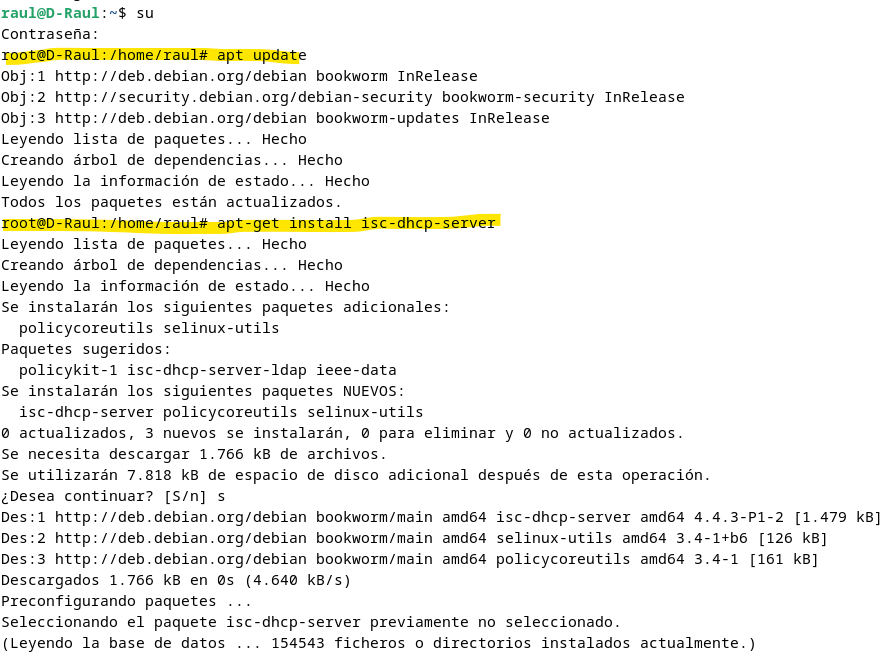 raul@D-Raul:~$ su
Contraseña:
root@D-Raul:/home/raul# apt update
Obj:1 http://deb.debian.org/debian bookworm InRelease
Obj:2 http://security.debian.org/debian-security bookworm-security InRelease
Obj:3 http://deb.debian.org/debian bookworm-updates InRelease
Leyendo lista de paquetes... Hecho
Creando árbol de dependencias... Hecho
Leyendo la información de estado... Hecho
Todos los paquetes están actualizados.
root@D-Raul:/home/raul# apt-get install isc-dhcp-server
Leyendo lista de paquetes... Hecho
Creando árbol de dependencias... Hecho
Leyendo la información de estado... Hecho
Se instalarán los siguientes paquetes adicionales:
  policycoreutils selinux-utils
Paquetes sugeridos:
  policykit-1 isc-dhcp-server-ldap ieee-data
Se instalarán los siguientes paquetes NUEVOS:
  isc-dhcp-server policycoreutils selinux-utils
0 actualizados, 3 nuevos se instalarán, 0 para eliminar y 0 no actualizados.
Se necesita descargar 1.766 kB de archivos.
Se utilizarán 7.818 kB de espacio de disco adicional después de esta operación.
¿Desea continuar? [S/n] s
Des:1 http://deb.debian.org/debian bookworm/main amd64 isc-dhcp-server amd64 4.4.3-P1-2 [1.479 kB]
Des:2 http://deb.debian.org/debian bookworm/main amd64 selinux-utils amd64 3.4-1+b6 [126 kB]
Des:3 http://deb.debian.org/debian bookworm/main amd64 policycoreutils amd64 3.4-1 [161 kB]
Descargados 1.766 kB en 0s (4.640 kB/s)
Preconfigurando paquetes ...
Seleccionando el paquete isc-dhcp-server previamente no seleccionado.
(Leyendo la base de datos ... 154543 ficheros o directorios instalados actualmente.)